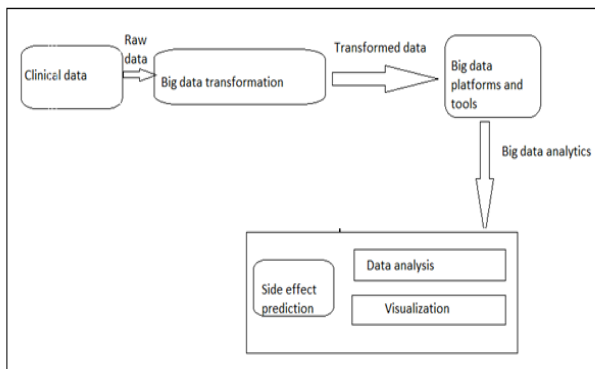 Raw
data
Transformed data
Clinical data
Big data transformation
Big data
platforms and
tools
Big data analytics
Data analysis
Side effect
prediction
Visualization